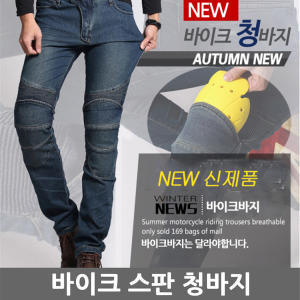 NEW
바이크 청바지
AUTUMN NEW
NEW 신제품
WINTER
NEWS 바이크바지
Summer motorcycle riding trousers breathable
only sold 169 bags of mall
바이크바지는 달라야합니다.
바이크 스판 청바지